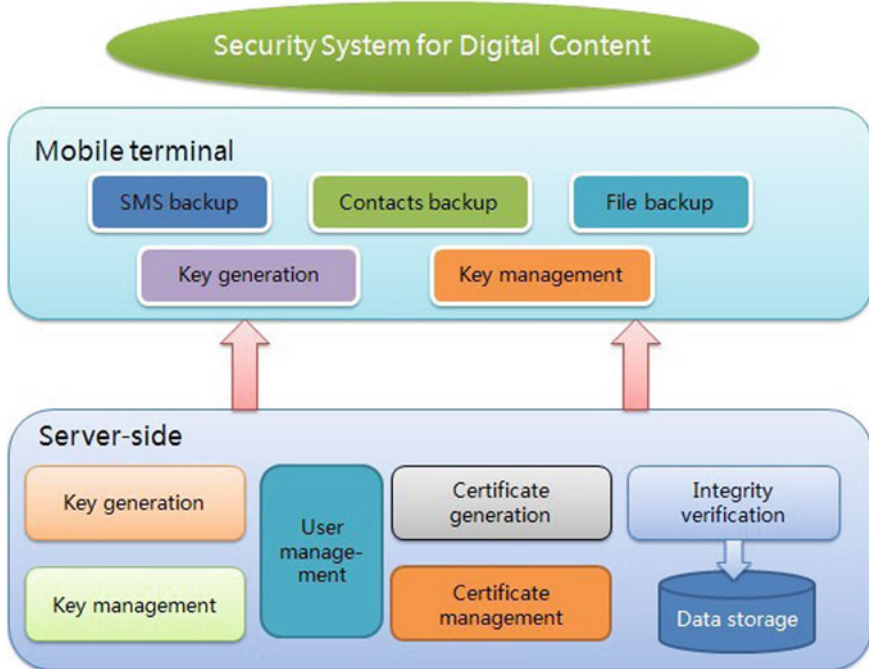 Security System for Digital Content
Mobile terminal
SMS backup
Contacts backup
File backup
Key generation
Key management
Server-side
Key generation
User
manage-
ment
Certificate
generation
Integrity
verification
Key management
Certificate
management
Data storage